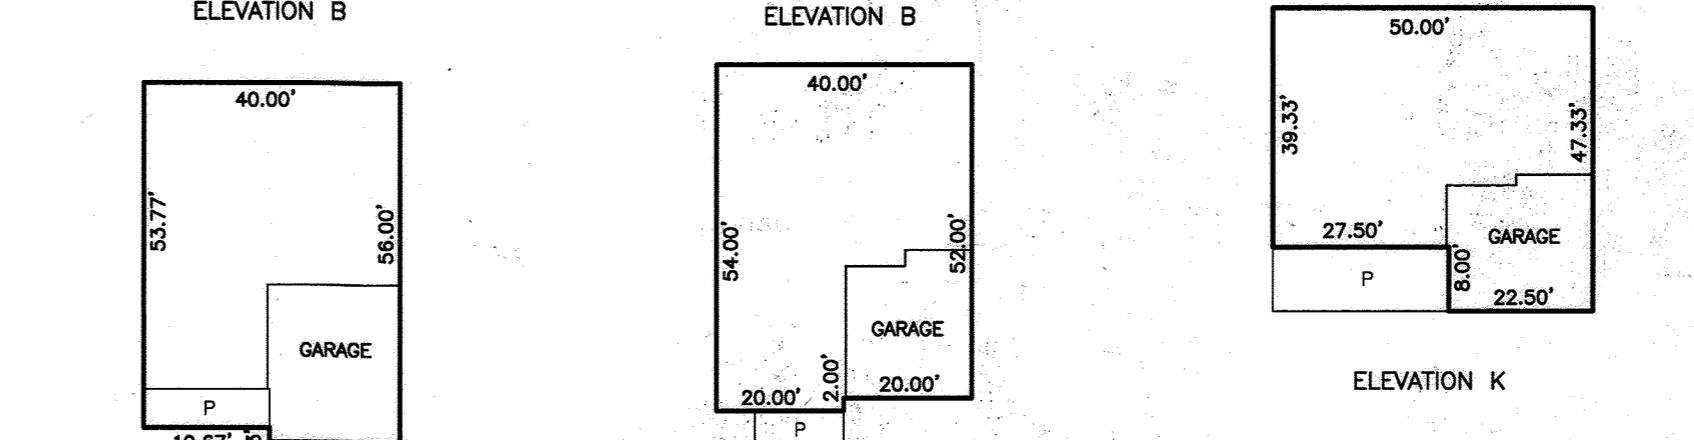 ELEVATION B
40.00'
53.77'
56.00'
GARAGE
P
ELEVATION B
40.00'
54.00'
52.00'
GARAGE
2.00'
20.00'
20.00'
P
50.00'
39.33'
47.33'
27.50'
GARAGE
8.00'
P
22.50'
ELEVATION K